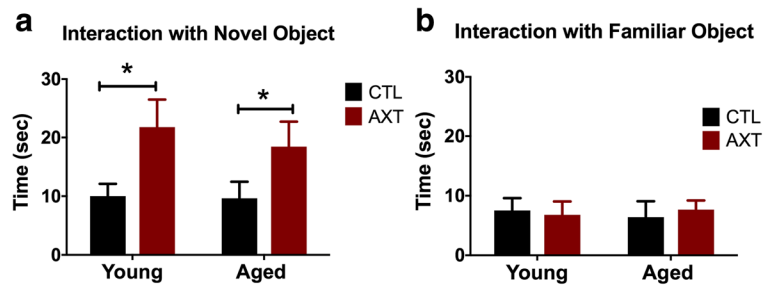 a
Interaction with Novel Object
Time (sec)
30
20
10
0
*
*
CTL
AXT
Young
Aged
b
Interaction with Familiar Object
Time (sec)
30
20
10
0
CTL
AXT
Young
Aged